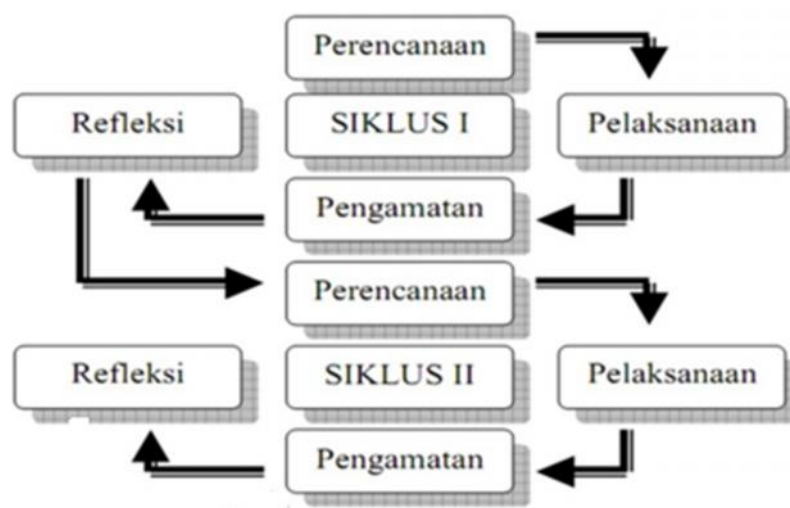 Perencanaan
Refleksi
SIKLUS I
Pelaksanaan
Pengamatan
Perencanaan
Refleksi
SIKLUS II
Pelaksanaan
Pengamatan